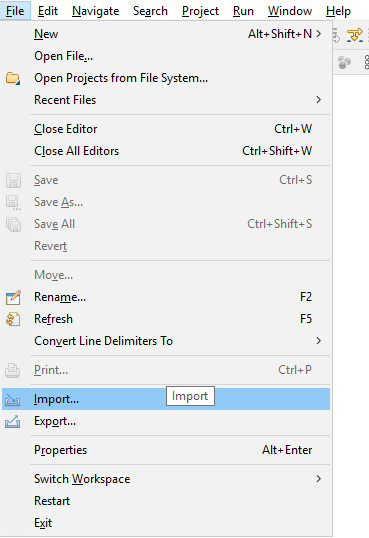 File Edit Navigate Search Project Run Window Help
New Alt+Shift+N
Open File...
Open Projects from File System...
Recent Files
Close Editor Ctrl+W
Close All Editors Ctrl+Shift+W
Save Ctrl+S
Save As...
Save All Ctrl+Shift+S
Revert
Move...
Rename... F2
Refresh F5
Convert Line Delimiters To
Print... Ctrl+P
Import... Import
Export...
Properties Alt+Enter
Switch Workspace
Restart
Exit